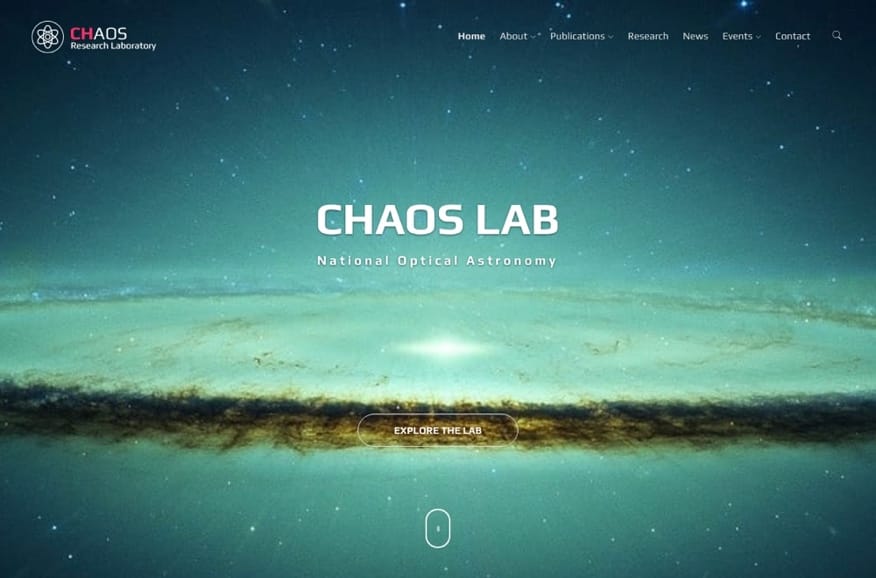 CHAOS
Research Laboratory
Home About Publications Research News Events Contact
CHAOS LAB
National Optical Astronomy
EXPLORE THE LAB